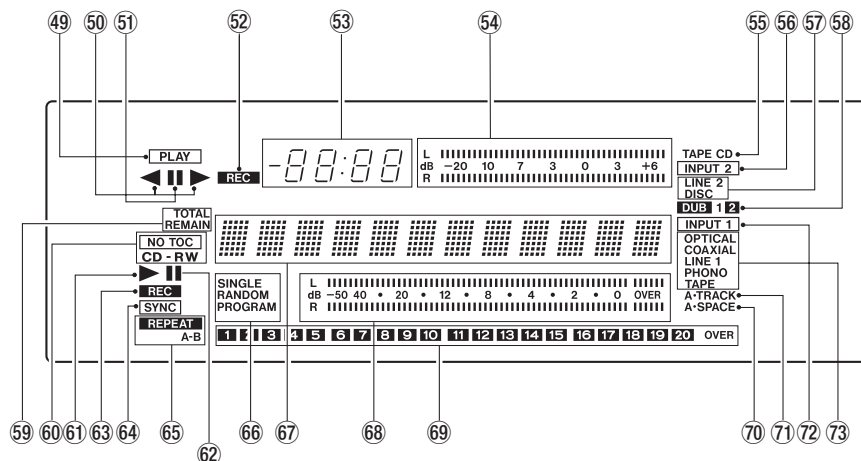 49 50 51 52 53 54 55 56 57 58
PLAY
REC
-88:88
L
dB -20 10 7 3 0 3 +6
R
TAPE CD
INPUT 2
LINE 2
DISC
DUB 1 2
TOTAL
REMAIN
NO TOC
CD-RW
REC
SYNC
REPEAT
A-B
SINGLE
RANDOM
PROGRAM
L
dB -50 40 • 20 • 12 • 8 • 4 • 2 • 0 OVER
R
1 2 3 4 5 6 7 8 9 10 11 12 13 14 15 16 17 18 19 20 OVER
INPUT 1
OPTICAL
COAXIAL
LINE 1
PHONO
TAPE
A•TRACK
A•SPACE
59 60 61 63 64 65 62 66 67 68 69 70 71 72 73